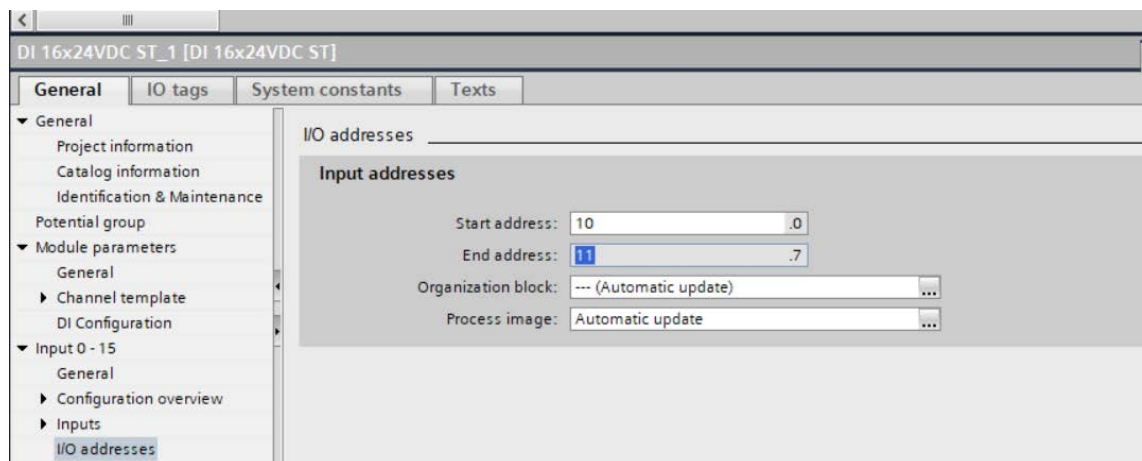 DI 16x24VDC ST_1 [DI 16x24VDC ST]
General IO tags System constants Texts
General
Project information
Catalog information
Identification & Maintenance
Potential group
Module parameters
General
Channel template
DI Configuration
Input 0 - 15
General
Configuration overview
Inputs
I/O addresses
I/O addresses
Input addresses
Start address: 10 .0
End address: 11 .7
Organization block: --- (Automatic update) ...
Process image: Automatic update ...